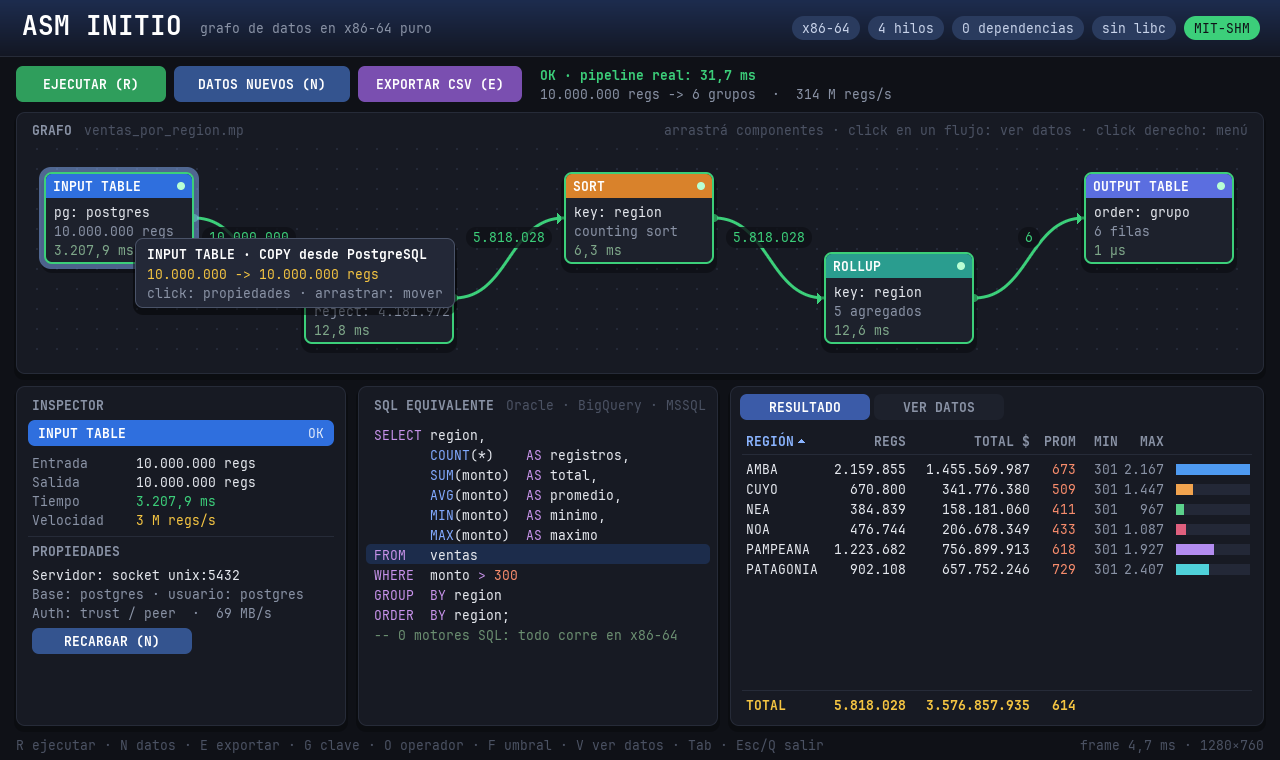 ASM INITIO grafo de datos en x86-64 puro x86-64 4 hilos 0 dependencias sin libc MIT-SHM
EJECUTAR (R) DATOS NUEVOS (N) EXPORTAR CSV (E)
OK · pipeline real: 31,7 ms
10.000.000 regs -> 6 grupos · 314 M regs/s
GRAFO ventas_por_region.mp arrastrá componentes · click en un flujo: ver datos · click derecho: menú
INPUT TABLE
pg: postgres
10.000.000 regs
3.207,9 ms
10.000.000
INPUT TABLE · COPY desde PostgreSQL
10.000.000 -> 10.000.000 regs
click: propiedades · arrastrar: mover
reject: 4.181.972
12,8 ms
5.818.028
SORT
key: region
counting sort
6,3 ms
5.818.028
ROLLUP
key: region
5 agregados
12,6 ms
6
OUTPUT TABLE
order: grupo
6 filas
1 µs
INSPECTOR
INPUT TABLE OK
Entrada 10.000.000 regs
Salida 10.000.000 regs
Tiempo 3.207,9 ms
Velocidad 3 M regs/s
PROPIEDADES
Servidor: socket unix:5432
Base: postgres · usuario: postgres
Auth: trust / peer · 69 MB/s
RECARGAR (N)
SQL EQUIVALENTE Oracle · BigQuery · MSSQL
SELECT region,
COUNT(*) AS registros,
SUM(monto) AS total,
AVG(monto) AS promedio,
MIN(monto) AS minimo,
MAX(monto) AS maximo
FROM ventas
WHERE monto > 300
GROUP BY region
ORDER BY region;
-- 0 motores SQL: todo corre en x86-64
RESULTADO VER DATOS
REGIÓN REGS TOTAL $ PROM MIN MAX
AMBA 2.159.855 1.455.569.987 673 301 2.167
CUYO 670.800 341.776.380 509 301 1.447
NEA 384.839 158.181.060 411 301 967
NOA 476.744 206.678.349 433 301 1.087
PAMPEANA 1.223.682 756.899.913 618 301 1.927
PATAGONIA 902.108 657.752.246 729 301 2.407
TOTAL 5.818.028 3.576.857.935 614
R ejecutar · N datos · E exportar · G clave · O operador · F umbral · V ver datos · Tab · Esc/Q salir frame 4,7 ms · 1280×760